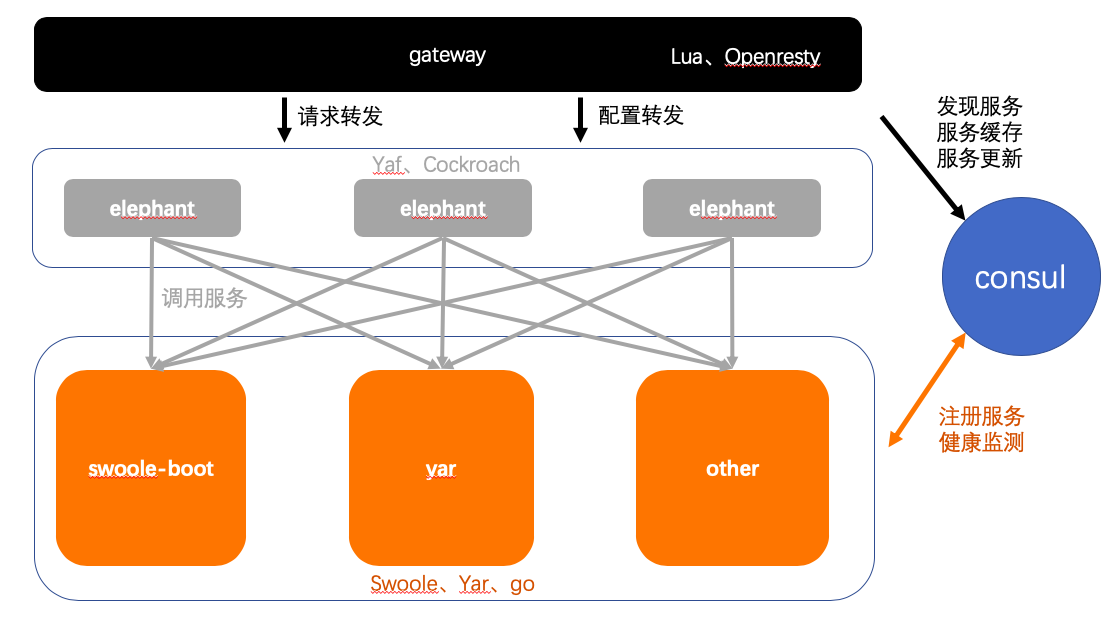 gateway
Lua、Openresty
请求转发
配置转发
发现服务
服务缓存
服务更新
Yaf、Cockroach
elephant
elephant
elephant
consul
调用服务
注册服务
健康监测
swoole-boot
yar
other
Swoole、Yar、go